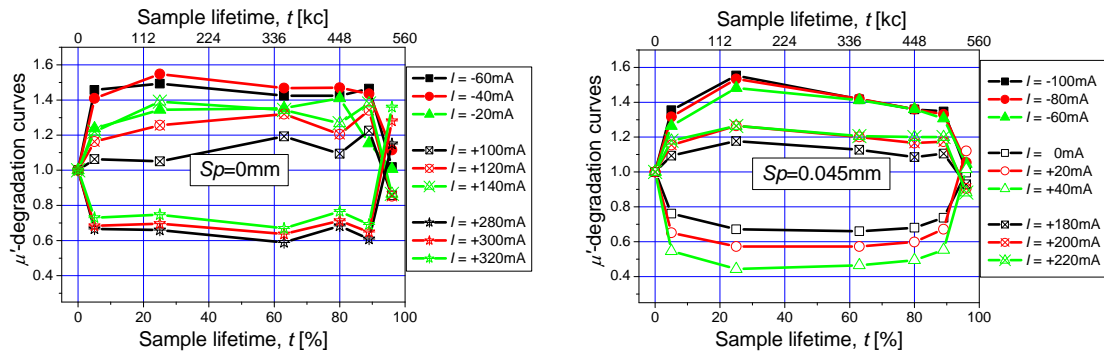 Sample lifetime, t [kc]
0 112 224 336 448 560
μ'-degradation curves
1.6
1.4
1.2
1.0
0.8
0.6
0.4
Sp=0mm
I = -60mA
I = -40mA
I = -20mA
I = +100mA
I = +120mA
I = +140mA
I = +280mA
I = +300mA
I = +320mA
0 20 40 60 80 100
Sample lifetime, t [%]
Sample lifetime, t [kc]
0 112 224 336 448 560
μ'-degradation curves
1.6
1.4
1.2
1.0
0.8
0.6
0.4
Sp=0.045mm
I = -100mA
I = -80mA
I = -60mA
I = 0mA
I = +20mA
I = +40mA
I = +180mA
I = +200mA
I = +220mA
0 20 40 60 80 100
Sample lifetime, t [%]